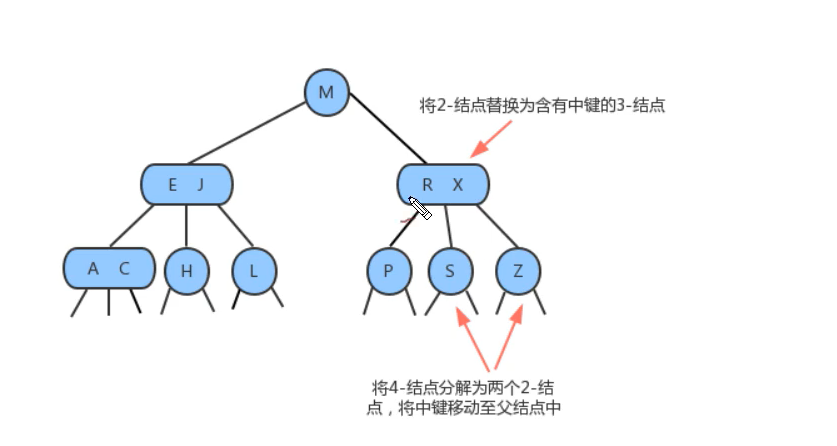 M
将2-结点替换为含有中键的3-结点
E J
R X
A C
H
L
P
S
Z
将4-结点分解为两个2-结
点，将中键移动至父结点中